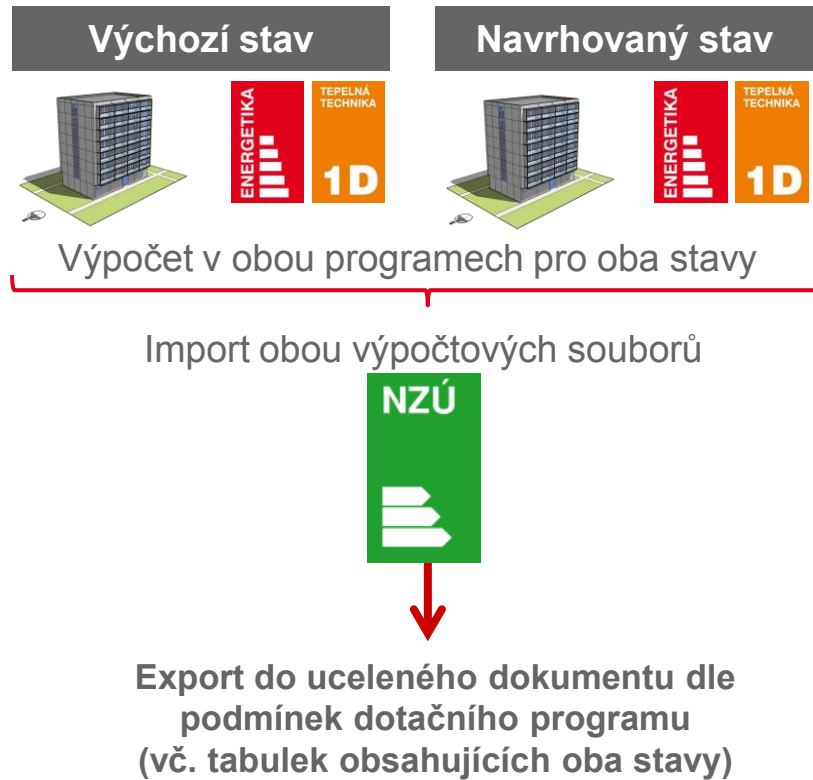 Výchozí stav
Navrhovaný stav
ENERGETIKA
TEPELNÁ
TECHNIKA
1D
ENERGETIKA
TEPELNÁ
TECHNIKA
1D
Výpočet v obou programech pro oba stavy
Import obou výpočtových souborů
NZÚ
Export do uceleného dokumentu dle
podmínek dotačního programu
(vč. tabulek obsahujících oba stavy)